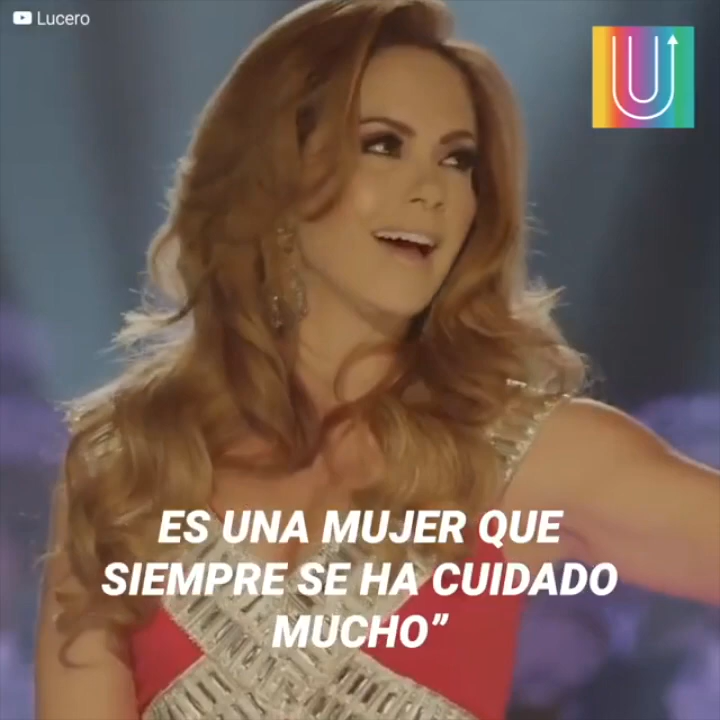 Lucero
U
ES UNA MUJER QUE
SIEMPRE SE HA CUIDADO
MUCHO”